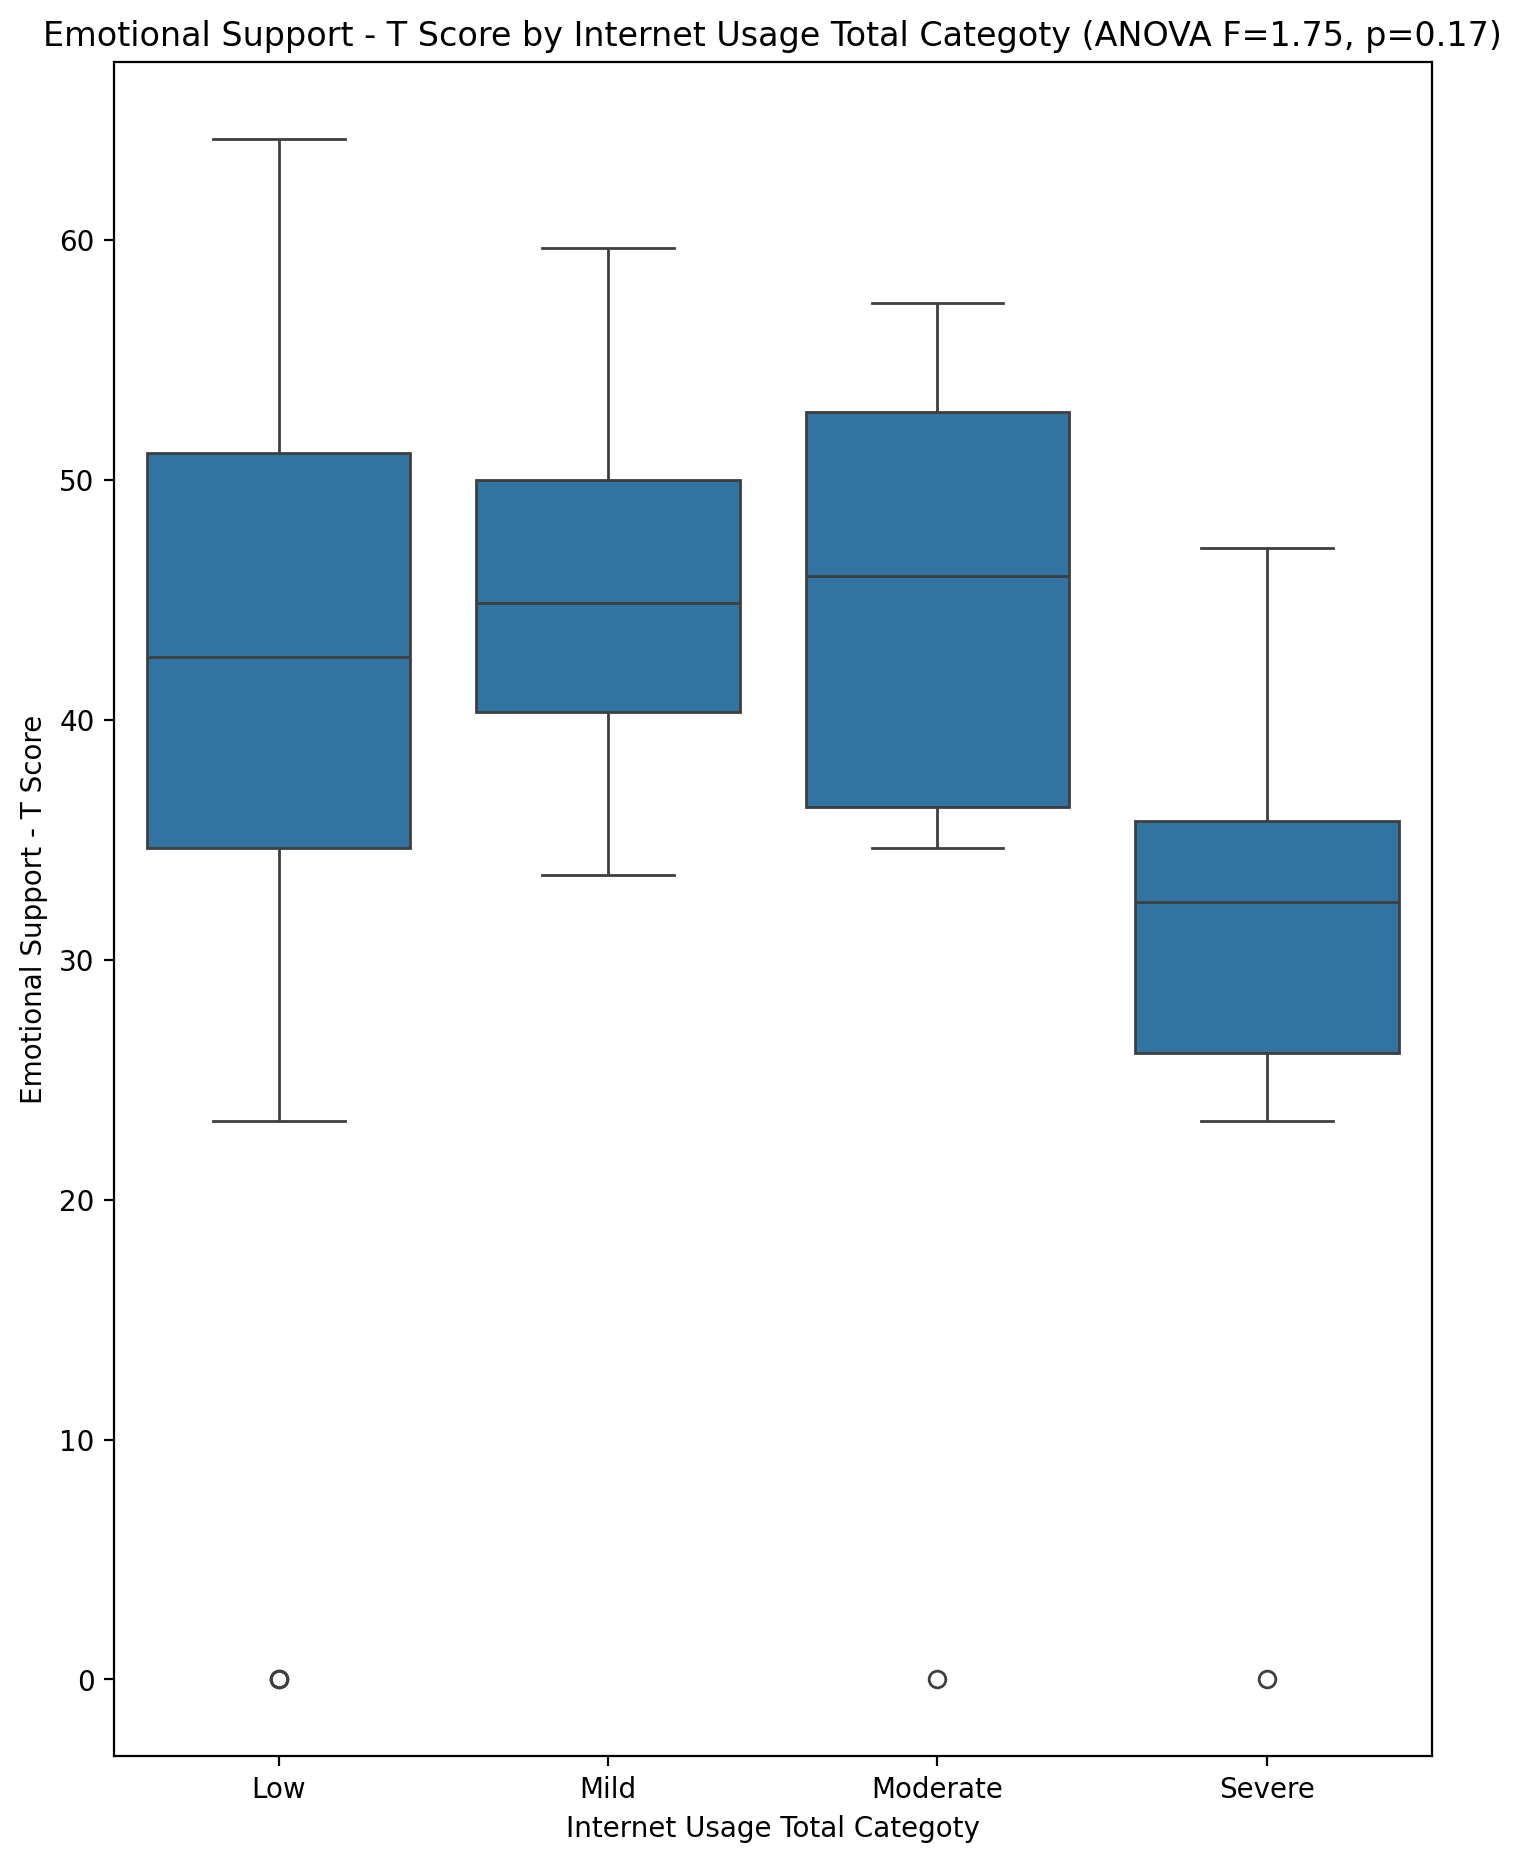 Emotional Support - T Score by Internet Usage Total Categoty (ANOVA F=1.75, p=0.17)
Emotional Support - T Score
60
50
40
30
20
10
0
Low Mild Moderate Severe
Internet Usage Total Categoty